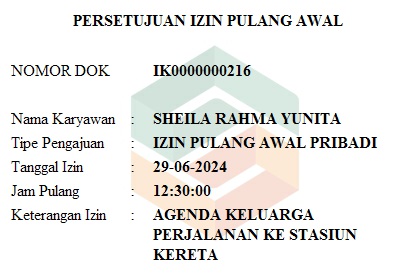 PERSETUJUAN IZIN PULANG AWAL
NOMOR DOK IK0000000216
Nama Karyawan : SHEILA RAHMA YUNITA
Tipe Pengajuan : IZIN PULANG AWAL PRIBADI
Tanggal Izin : 29-06-2024
Jam Pulang : 12:30:00
Keterangan Izin : AGENDA KELUARGA
PERJALANAN KE STASIUN
KERETA